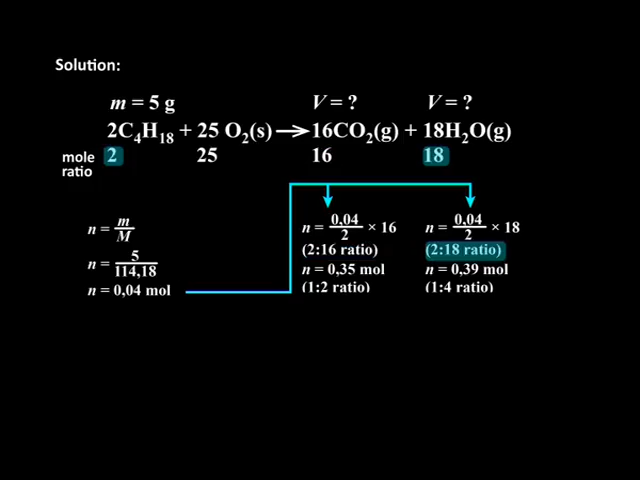 Solution:
m = 5 g V = ? V = ?
2C₄H₁₈ + 25 O₂(s) → 16CO₂(g) + 18H₂O(g)
mole ratio 2 25 16 18
n = m/M
n = 5/114,18
n = 0,04 mol
n = 0,04/2 × 16
(2:16 ratio)
n = 0,35 mol
(1:2 ratio)
n = 0,04/2 × 18
(2:18 ratio)
n = 0,39 mol
(1:4 ratio)